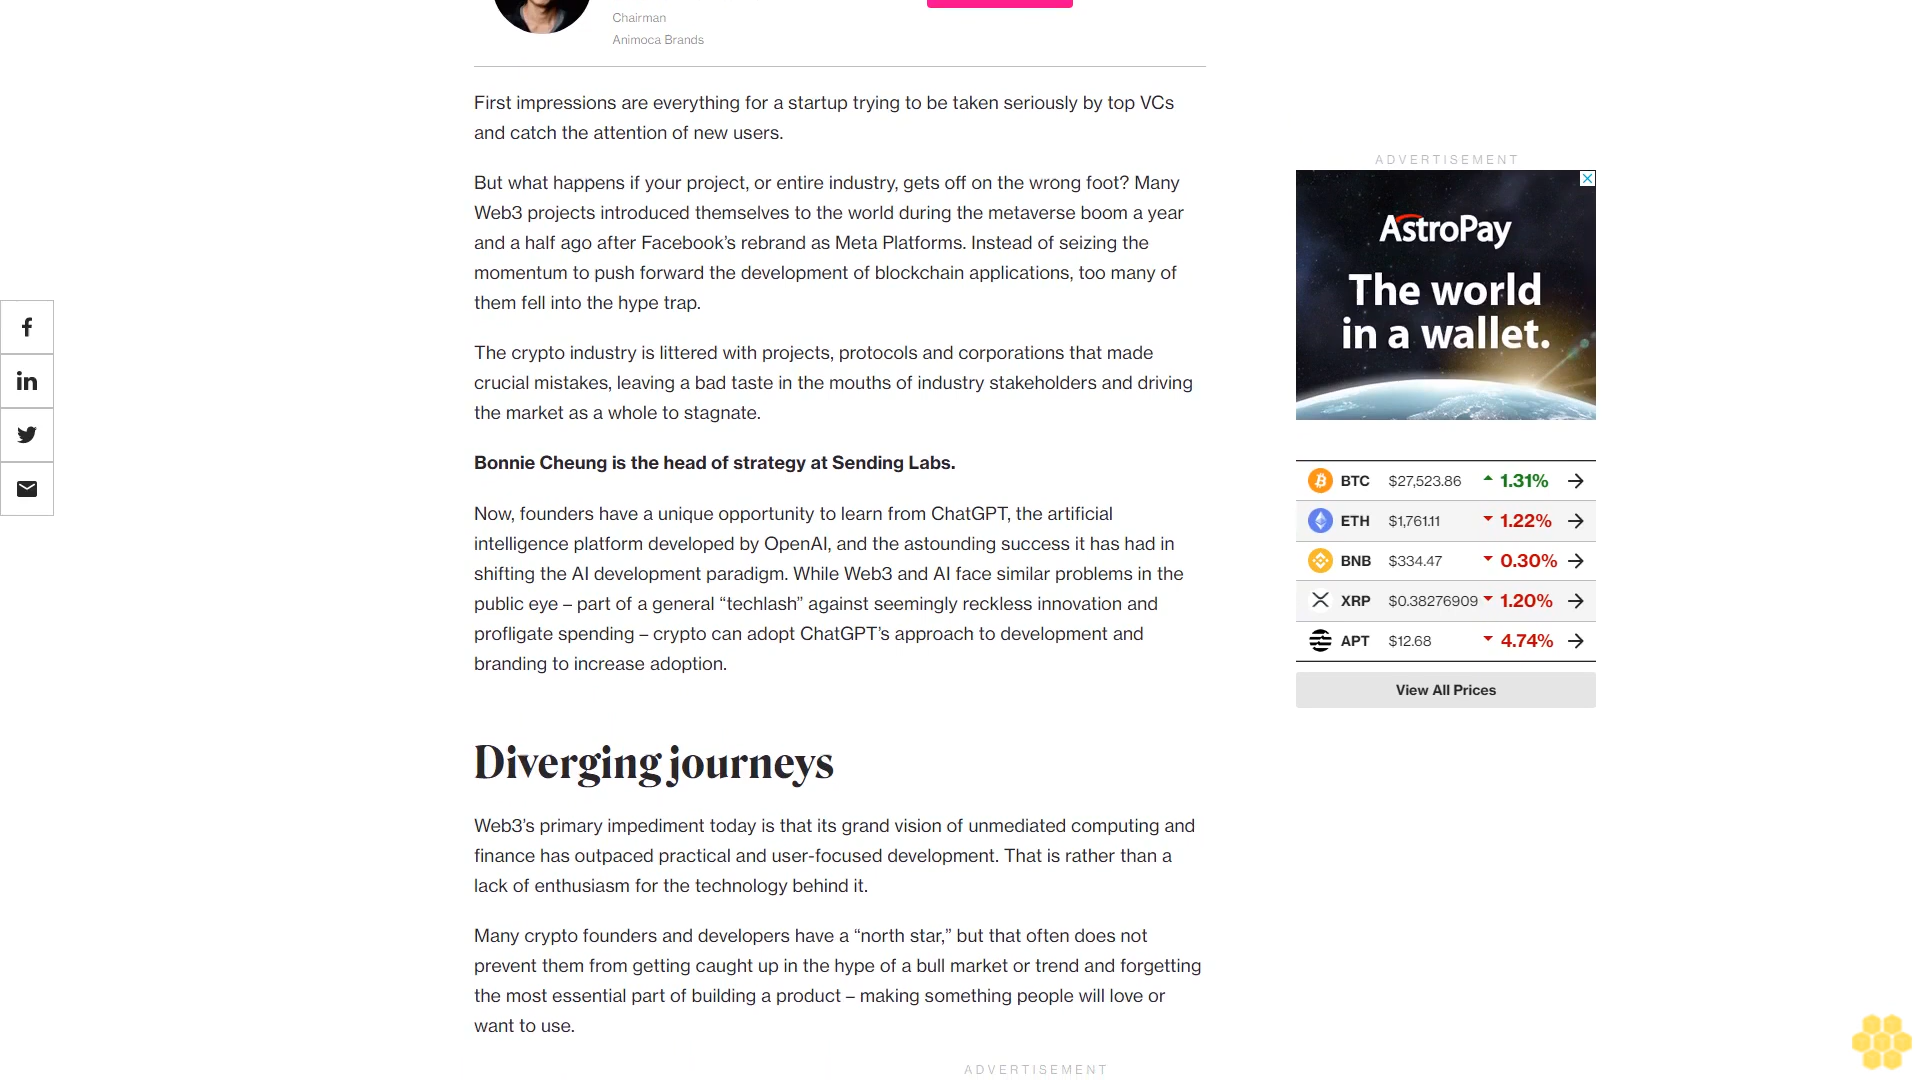 Chairman
Animoca Brands
First impressions are everything for a startup trying to be taken seriously by top VCs
and catch the attention of new users.
But what happens if your project, or entire industry, gets off on the wrong foot? Many
Web3 projects introduced themselves to the world during the metaverse boom a year
and a half ago after Facebook’s rebrand as Meta Platforms. Instead of seizing the
momentum to push forward the development of blockchain applications, too many of
them fell into the hype trap.
The crypto industry is littered with projects, protocols and corporations that made
crucial mistakes, leaving a bad taste in the mouths of industry stakeholders and driving
the market as a whole to stagnate.
Bonnie Cheung is the head of strategy at Sending Labs.
Now, founders have a unique opportunity to learn from ChatGPT, the artificial
intelligence platform developed by OpenAI, and the astounding success it has had in
shifting the AI development paradigm. While Web3 and AI face similar problems in the
public eye – part of a general “techlash” against seemingly reckless innovation and
profligate spending – crypto can adopt ChatGPT’s approach to development and
branding to increase adoption.
Diverging journeys
Web3’s primary impediment today is that its grand vision of unmediated computing and
finance has outpaced practical and user-focused development. That is rather than a
lack of enthusiasm for the technology behind it.
Many crypto founders and developers have a “north star,” but that often does not
prevent them from getting caught up in the hype of a bull market or trend and forgetting
the most essential part of building a product – making something people will love or
want to use.
ADVERTISEMENT
ADVERTISEMENT
AstroPay
The world
in a wallet.
BTC $27,523.86 1.31%
ETH $1,761.11 1.22%
BNB $334.47 0.30%
XRP $0.38276909 1.20%
APT $12.68 4.74%
View All Prices